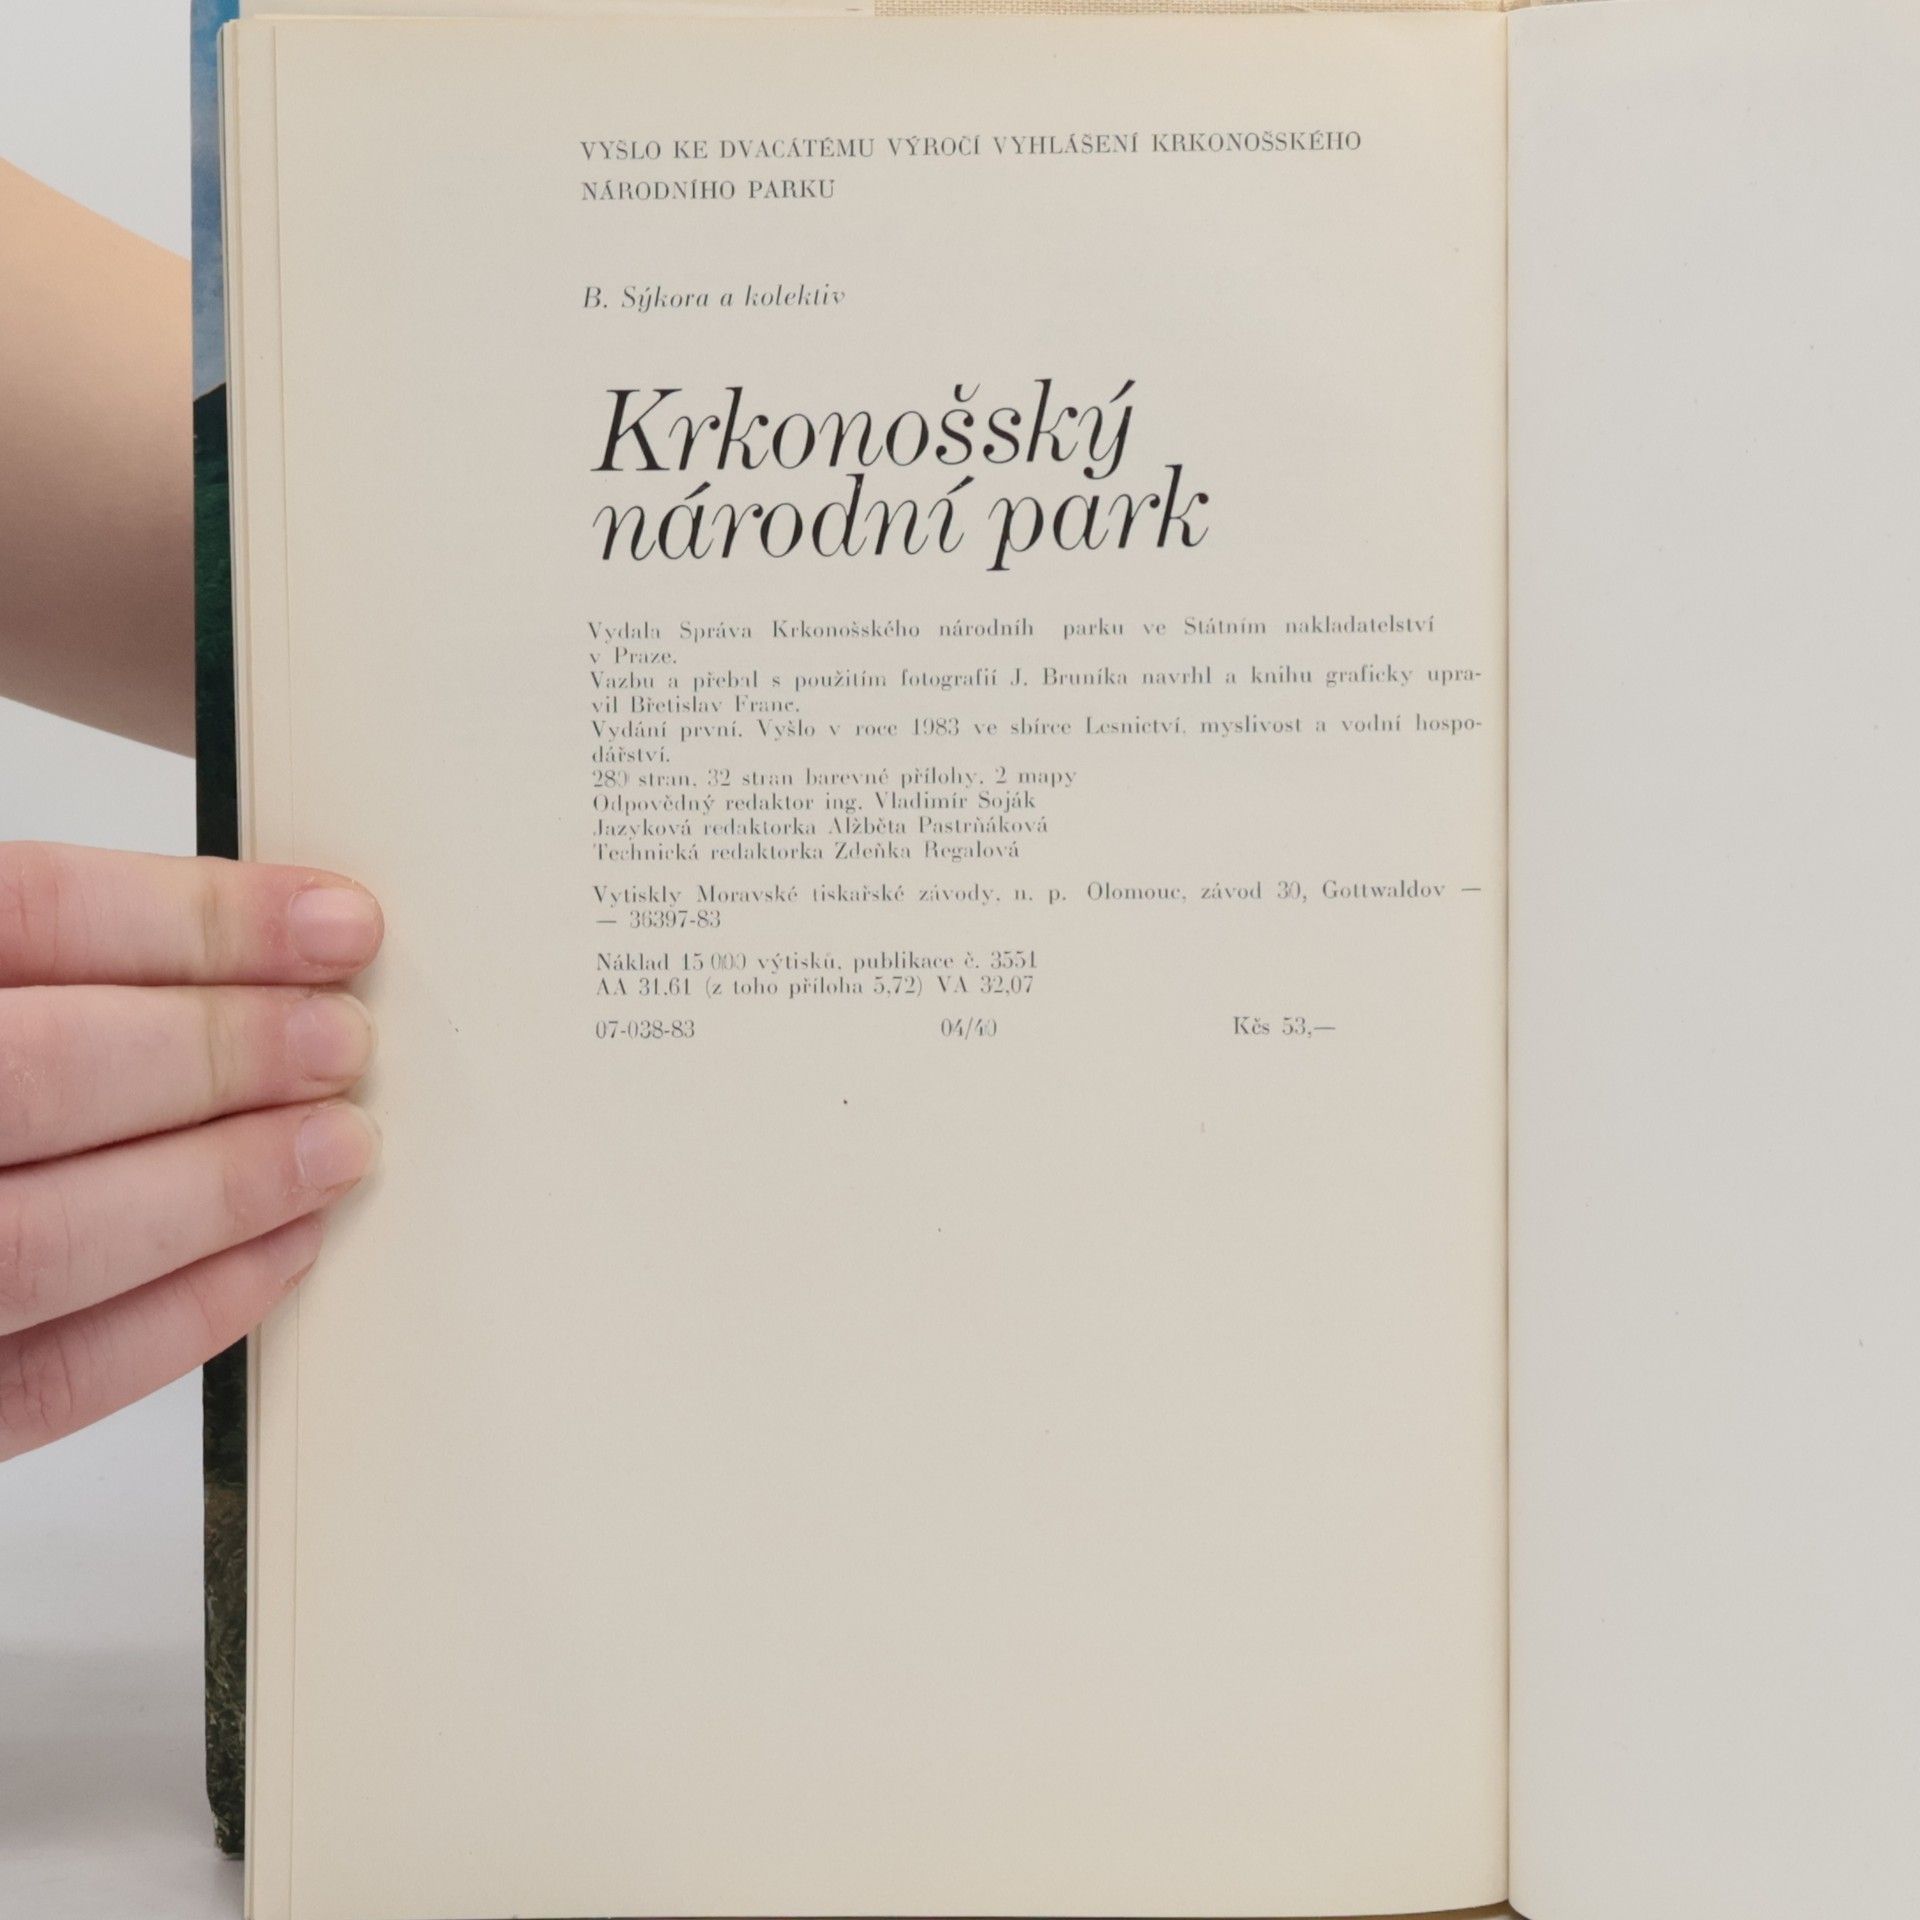 VYŠLO KE DVACÁTÉMU VÝROČÍ VYHLÁŠENÍ KRKONOŠSKÉHO
NÁRODNÍHO PARKU
B. Sýkora a kolektiv
Krkonošský
národní park
Vydala Správa Krkonošského národníh parku ve Státním nakladatelství
v Praze.
Vazbu a přebal s použitím fotografií J. Bruníka navrhl a knihu graficky upra-
vil Břetislav Franc.
Vydání první. Vyšlo v roce 1983 ve sbírce Lesnictví, myslivost a vodní hospo-
dářství.
280 stran, 32 stran barevné přílohy, 2 mapy
Odpovědný redaktor ing. Vladimír Soják
Jazyková redaktorka Alžběta Pastrňáková
Technická redaktorka Zdeňka Regalová
Vytiskly Moravské tiskařské závody, n. p. Olomouc, závod 30, Gottwaldov —
— 36397-83
Náklad 15 000 výtisků, publikace č. 3551
AA 31,61 (z toho příloha 5,72) VA 32,07
07-038-83 04/40 Kčs 53,—